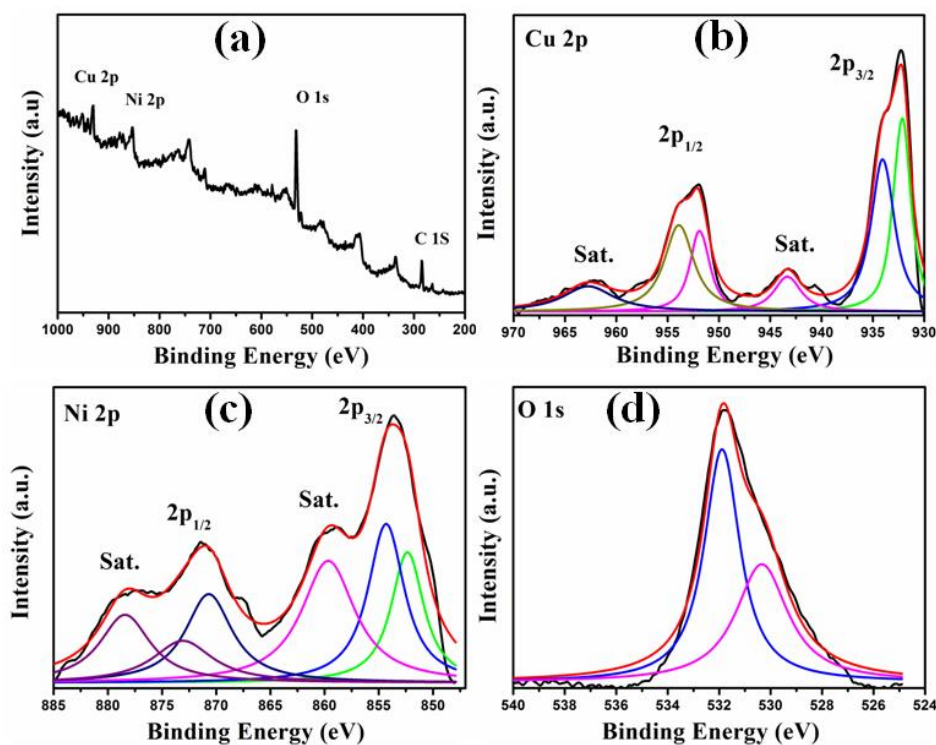 (a)
Cu 2p
Ni 2p
O 1s
C 1S
Intensity (a.u)
1000 900 800 700 600 500 400 300 200
Binding Energy (eV)
Cu 2p
(b)
2p3/2
2p1/2
Sat.
Sat.
Intensity (a.u.)
970 965 960 955 950 945 940 935 930
Binding Energy (eV)
Ni 2p
(c)
2p3/2
Sat.
2p1/2
Sat.
Intensity (a.u.)
885 880 875 870 865 860 855 850
Binding Energy (eV)
O 1s
(d)
Intensity (a.u.)
540 538 536 534 532 530 528 526 524
Binding Energy (eV)